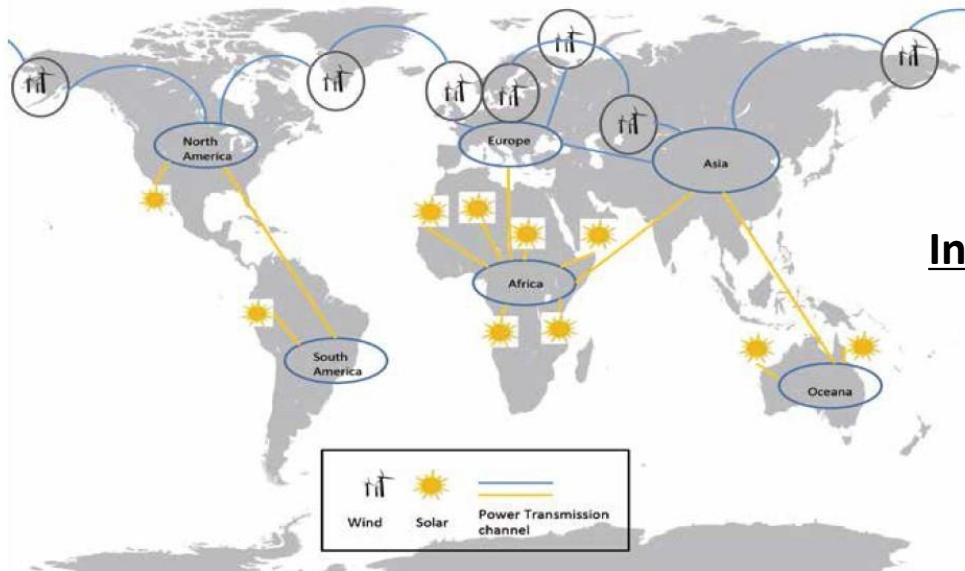 North
America
Europe
Asia
In
Africa
South
America
Oceana
Wind
Solar
Power Transmission
channel